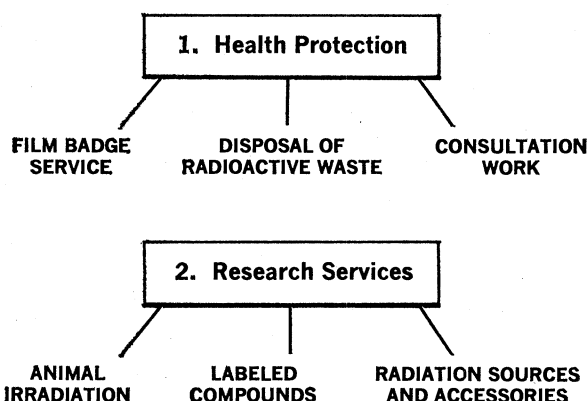 1. Health Protection
FILM BADGE
SERVICE
DISPOSAL OF
RADIOACTIVE WASTE
CONSULTATION
WORK
2. Research Services
ANIMAL
IRRADIATION
LABELED
COMPOUNDS
RADIATION SOURCES
AND ACCESSORIES